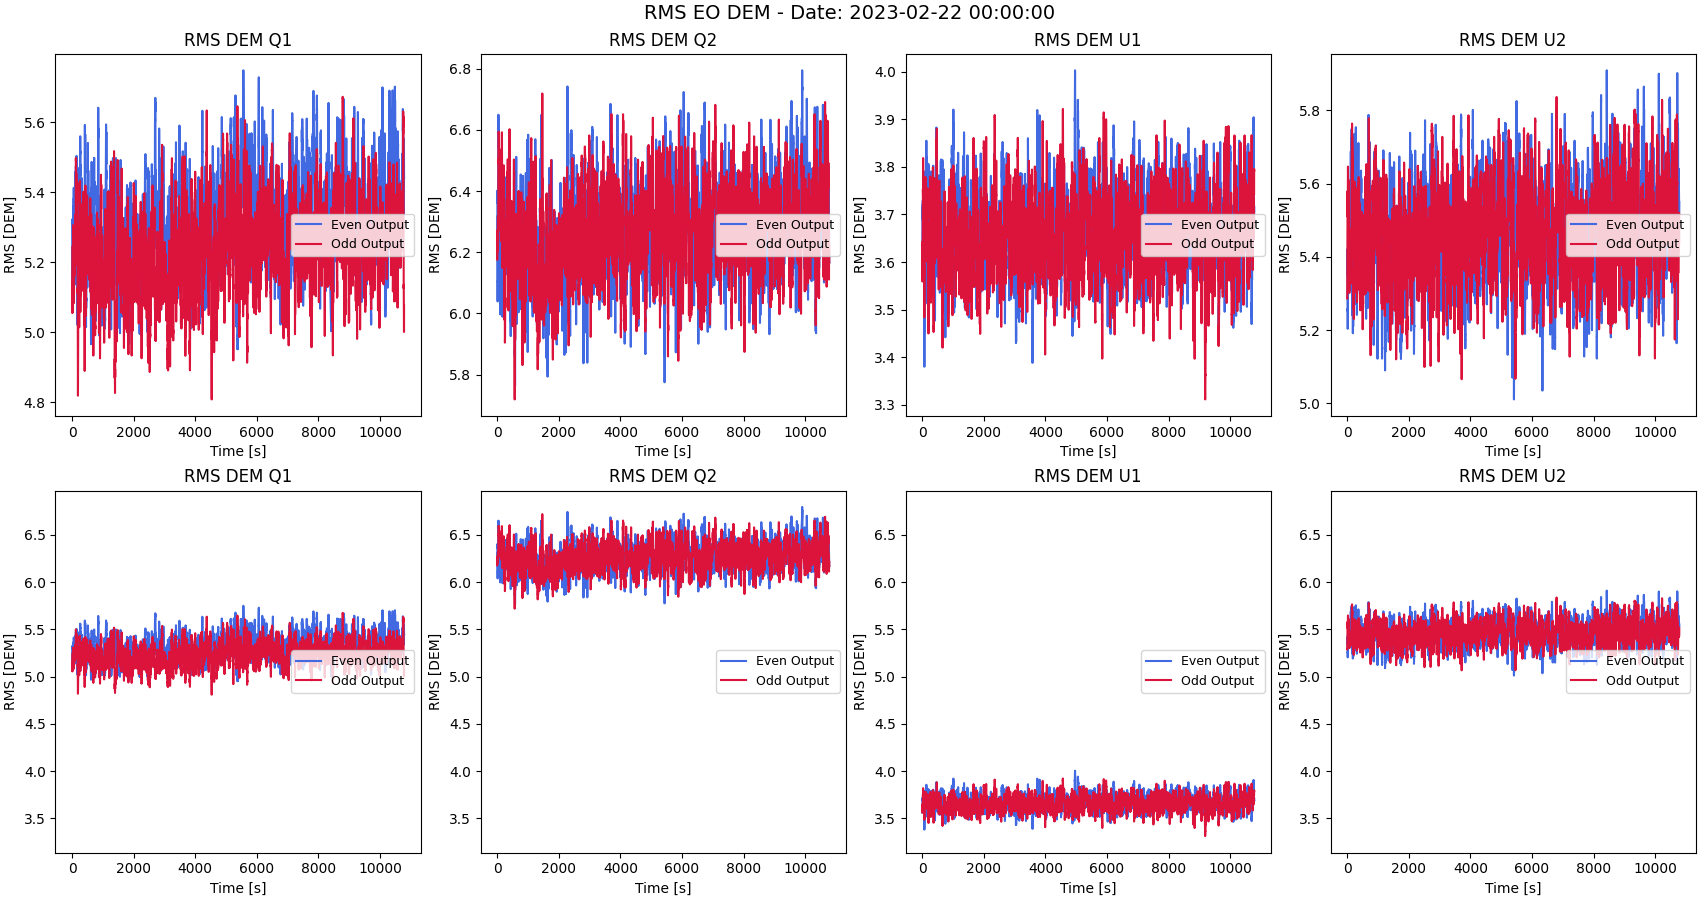 RMS EO DEM - Date: 2023-02-22 00:00:00
RMS DEM Q1
RMS [DEM]
5.6
5.4
5.2
5.0
4.8
0 2000 4000 6000 8000 10000
Time [s]
Even Output
Odd Output
RMS DEM Q2
RMS [DEM]
6.8
6.6
6.4
6.2
6.0
5.8
0 2000 4000 6000 8000 10000
Time [s]
Even Output
Odd Output
RMS DEM U1
RMS [DEM]
4.0
3.9
3.8
3.7
3.6
3.5
3.4
3.3
0 2000 4000 6000 8000 10000
Time [s]
Even Output
Odd Output
RMS DEM U2
RMS [DEM]
5.8
5.6
5.4
5.2
5.0
0 2000 4000 6000 8000 10000
Time [s]
Even Output
Odd Output
RMS DEM Q1
RMS [DEM]
6.5
6.0
5.5
5.0
4.5
4.0
3.5
0 2000 4000 6000 8000 10000
Time [s]
Even Output
Odd Output
RMS DEM Q2
RMS [DEM]
6.5
6.0
5.5
5.0
4.5
4.0
3.5
0 2000 4000 6000 8000 10000
Time [s]
Even Output
Odd Output
RMS DEM U1
RMS [DEM]
6.5
6.0
5.5
5.0
4.5
4.0
3.5
0 2000 4000 6000 8000 10000
Time [s]
Even Output
Odd Output
RMS DEM U2
RMS [DEM]
6.5
6.0
5.5
5.0
4.5
4.0
3.5
0 2000 4000 6000 8000 10000
Time [s]
Even Output
Odd Output